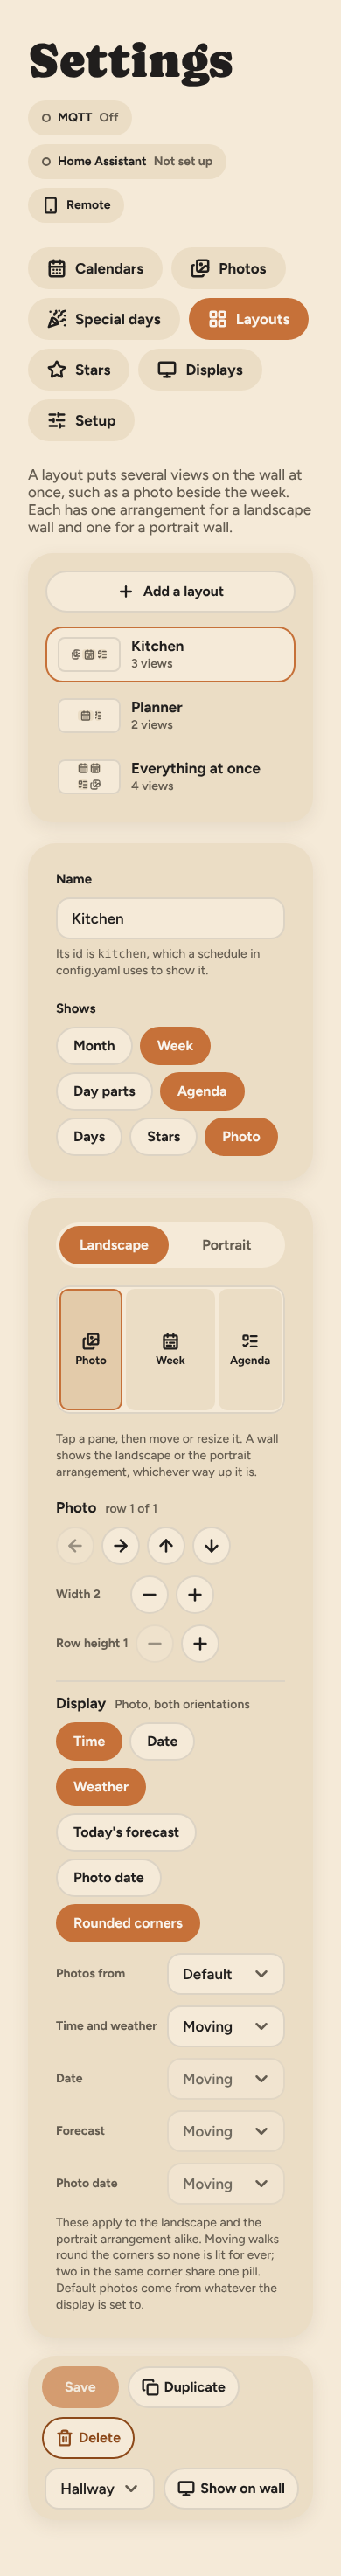 Settings
MQTT Off
Home Assistant Not set up
Remote
Calendars
Photos
Special days
Layouts
Stars
Displays
Setup
A layout puts several views on the wall at
once, such as a photo beside the week.
Each has one arrangement for a landscape
wall and one for a portrait wall.
Add a layout
Kitchen
3 views
Planner
2 views
Everything at once
4 views
Name
Kitchen
Its id is kitchen, which a schedule in
config.yaml uses to show it.
Shows
Month
Week
Day parts
Agenda
Days
Stars
Photo
Landscape
Portrait
Photo
Week
Agenda
Tap a pane, then move or resize it. A wall
shows the landscape or the portrait
arrangement, whichever way up it is.
Photo row 1 of 1
Width 2
Row height 1
Display Photo, both orientations
Time
Date
Weather
Today's forecast
Photo date
Rounded corners
Photos from Default
Time and weather Moving
Date Moving
Forecast Moving
Photo date Moving
These apply to the landscape and the
portrait arrangement alike. Moving walks
round the corners so none is lit for ever;
two in the same corner share one pill.
Default photos come from whatever the
display is set to.
Save
Duplicate
Delete
Hallway
Show on wall